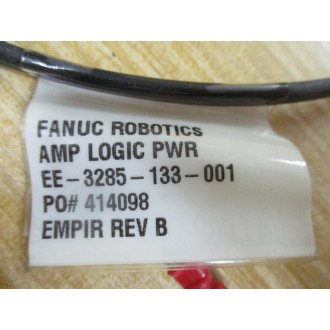 FANUC ROBOTICS
AMP LOGIC PWR
EE-3285-133-001
PO# 414098
EMPIR REV B